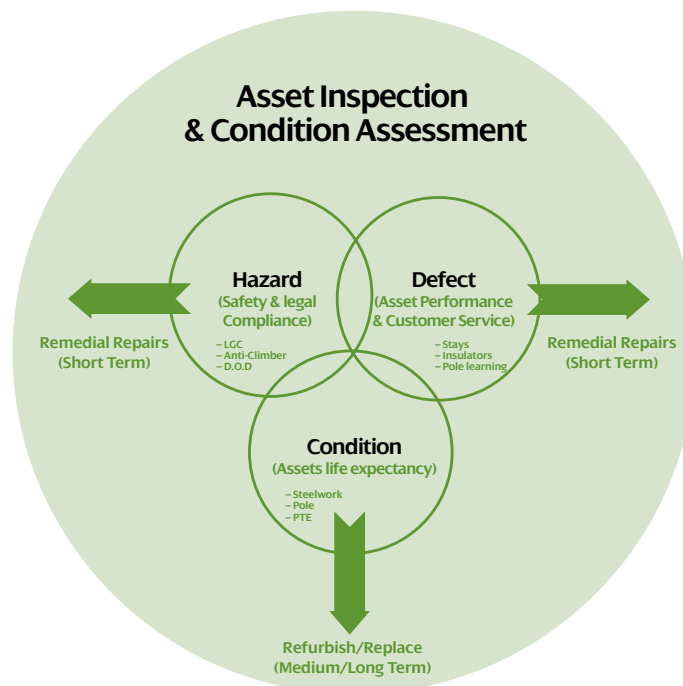 Asset Inspection
& Condition Assessment
Hazard
(Safety & legal
Compliance)
– LGC
– Anti-Climber
– D.O.D
Defect
(Asset Performance
& Customer Service)
– Stays
– Insulators
– Pole learning
Remedial Repairs
(Short Term)
Remedial Repairs
(Short Term)
Condition
(Assets life expectancy)
– Steelwork
– Pole
– PTE
Refurbish/Replace
(Medium/Long Term)